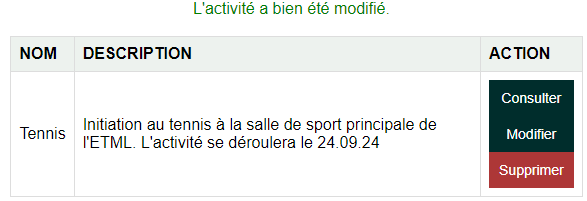 L'activité a bien été modifié.
NOM DESCRIPTION ACTION
Tennis
Initiation au tennis à la salle de sport principale de
l'ETML. L'activité se déroulera le 24.09.24
Consulter
Modifier
Supprimer